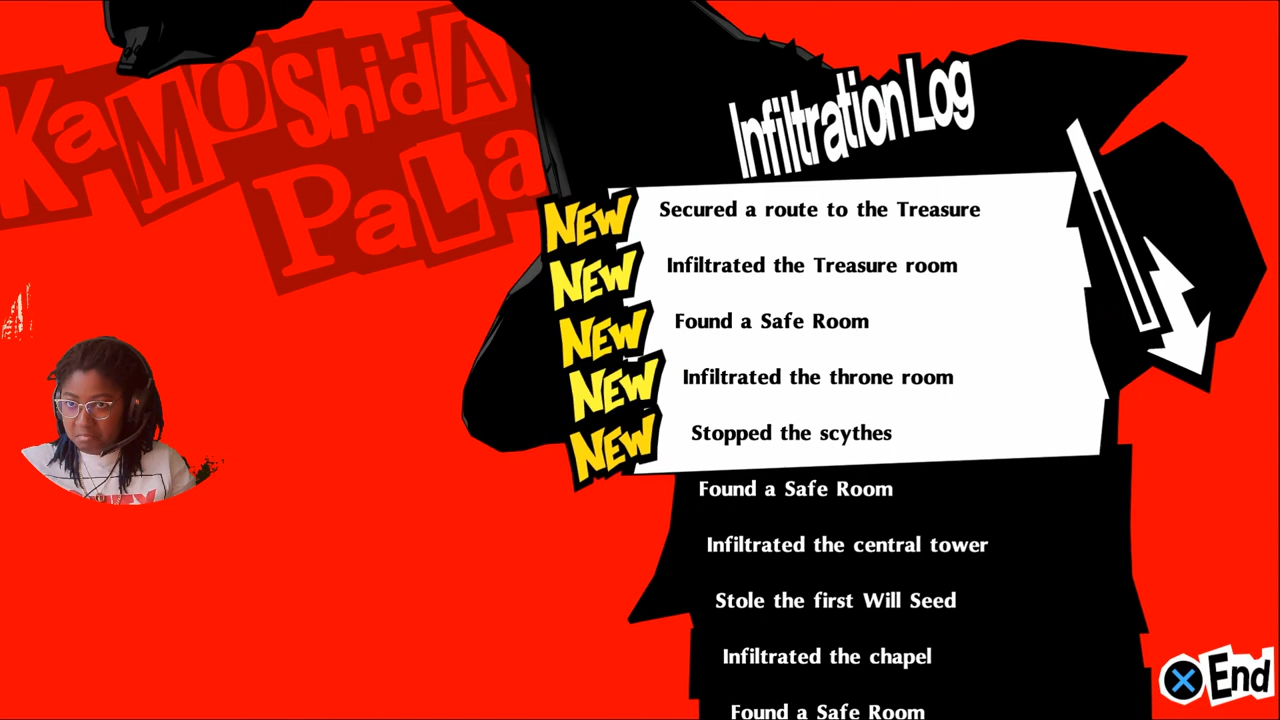 KaMOShidA
PaLa
Infiltration Log
NEW Secured a route to the Treasure
NEW Infiltrated the Treasure room
NEW Found a Safe Room
NEW Infiltrated the throne room
NEW Stopped the scythes
Found a Safe Room
Infiltrated the central tower
Stole the first Will Seed
Infiltrated the chapel
Found a Safe Room
End